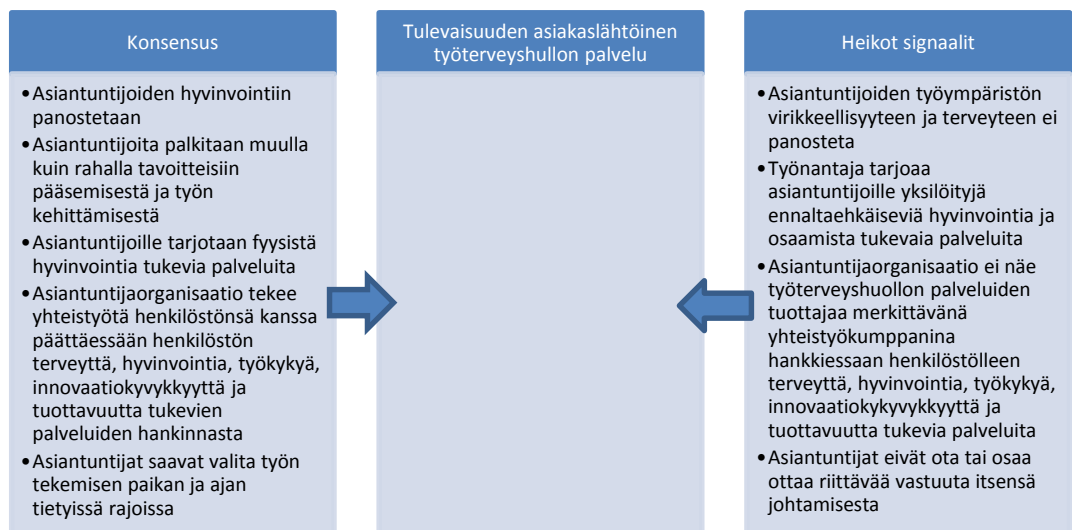 Konsensus
•Asiantuntijoiden hyvinvointiin
panostetaan
•Asiantuntijoita palkitaan muulla
kuin rahalla tavoitteisiin
pääsemisestä ja työn
kehittämisestä
•Asiantuntijoille tarjotaan fyysistä
hyvinvointia tukevia palveluita
•Asiantuntijaorganisaatio tekee
yhteistyötä henkilöstönsä kanssa
päättäessään henkilöstön
terveyttä, hyvinvointia, työkykyä,
innovaatiokyvykkyyttä ja
tuottavuutta tukevien
palveluiden hankinnasta
•Asiantuntijat saavat valita työn
tekemisen paikan ja ajan
tietyissä rajoissa
Tulevaisuuden asiakaslähtöinen
työterveyshullon palvelu
Heikot signaalit
•Asiantuntijoiden työympäristön
virikkeellisyyteen ja terveyteen ei
panosteta
•Työnantaja tarjoaa
asiantuntijoille yksilöityjä
ennaltaehkäiseviä hyvinvointia ja
osaamista tukevaia palveluita
•Asiantuntijaorganisaatio ei näe
työterveyshuollon palveluiden
tuottajaa merkittävänä
yhteistyökumppanina
hankkiessaan henkilöstölleen
terveyttä, hyvinvointia, työkykyä,
innovaatiokykyvykkyyttä ja
tuottavuutta tukevia palveluita
•Asiantuntijat eivät ota tai osaa
ottaa riittävää vastuuta itsensä
johtamisesta